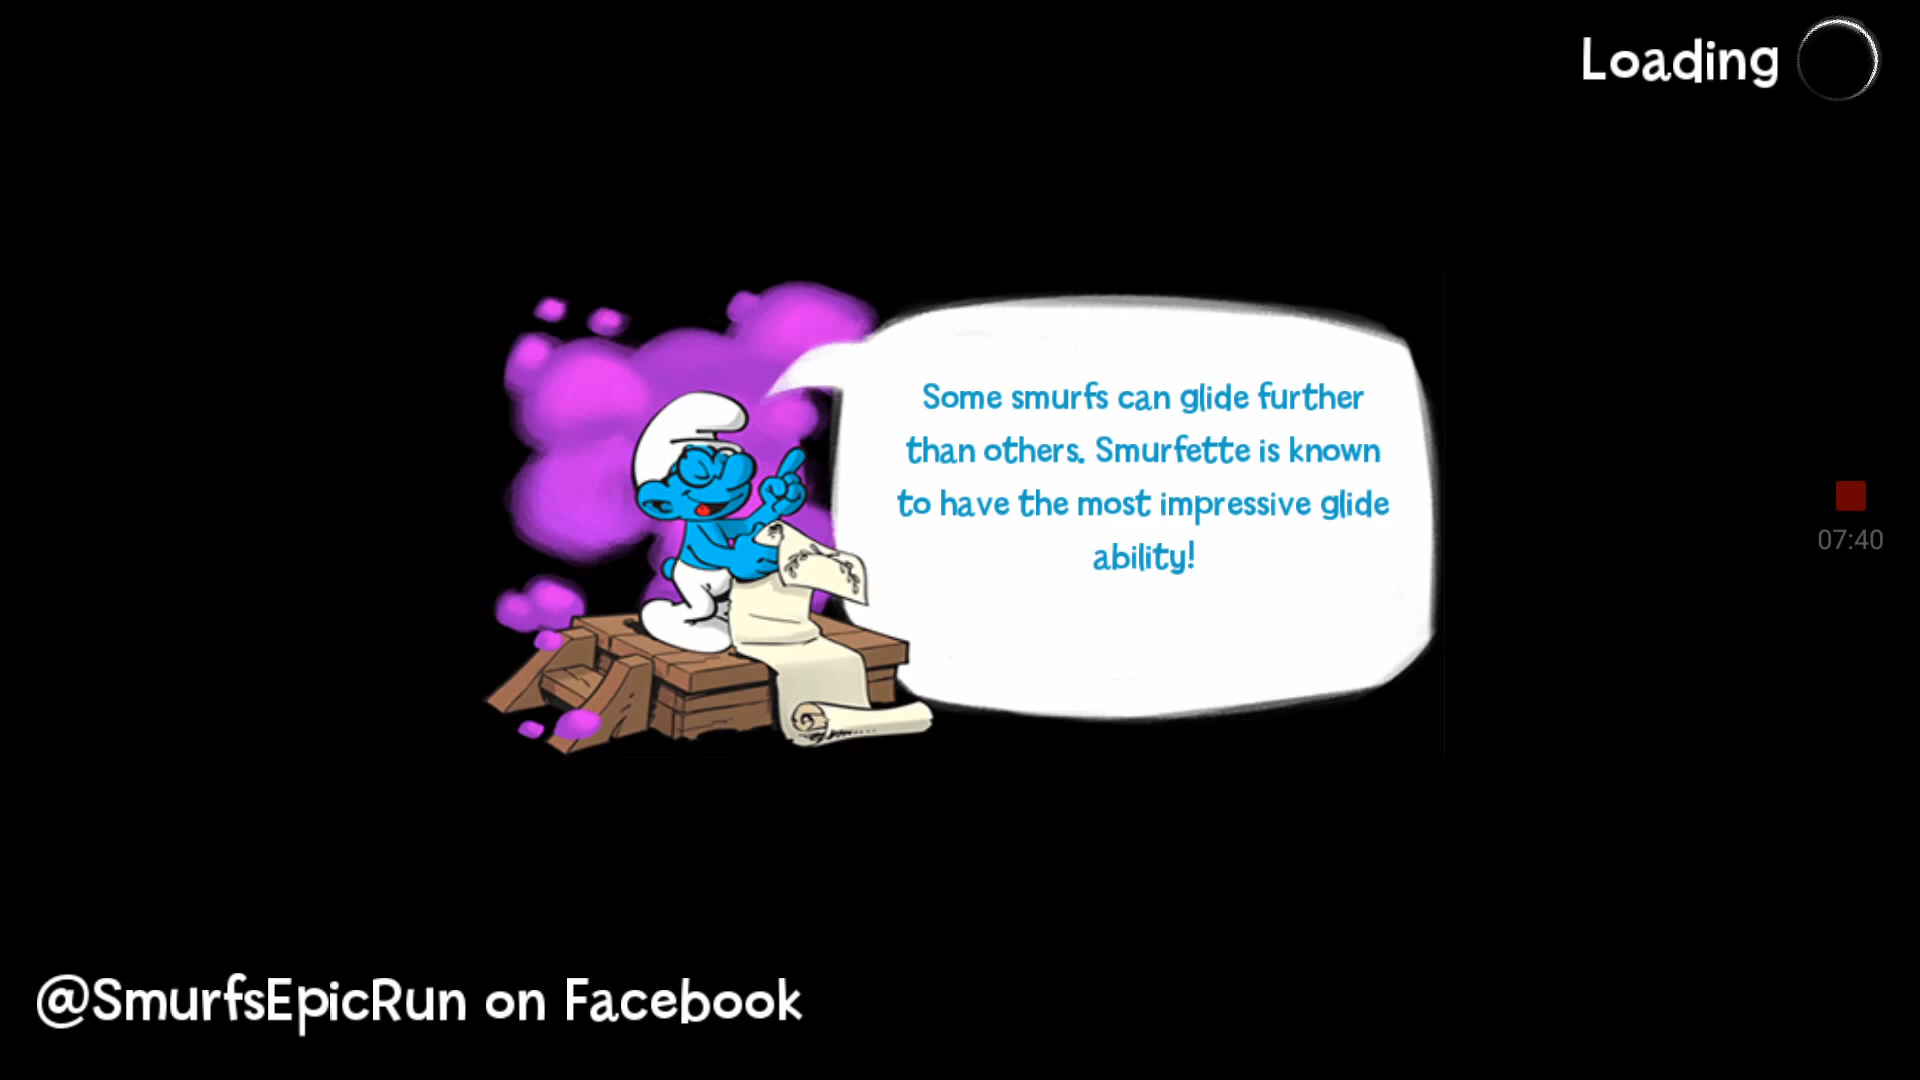 Loading
Some smurfs can glide further
than others. Smurfette is known
to have the most impressive glide
ability!
07:40
@SmurfsEpicRun on Facebook